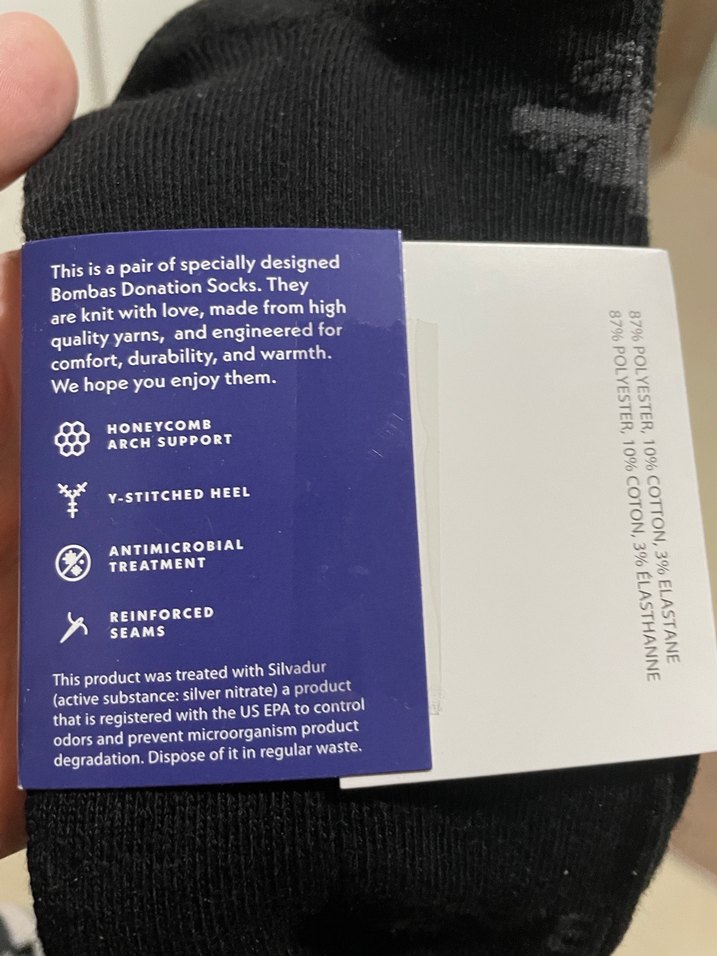 This is a pair of specially designed
Bombas Donation Socks. They
are knit with love, made from high
quality yarns, and engineered for
comfort, durability, and warmth.
We hope you enjoy them.
HONEYCOMB
ARCH SUPPORT
Y-STITCHED HEEL
ANTIMICROBIAL
TREATMENT
REINFORCED
SEAMS
This product was treated with Silvadur
(active substance: silver nitrate) a product
that is registered with the US EPA to control
odors and prevent microorganism product
degradation. Dispose of it in regular waste.
87% POLYESTER, 10% COTTON, 3% ELASTANE
87% POLYESTER, 10% COTON, 3% ÉLASTHANNE